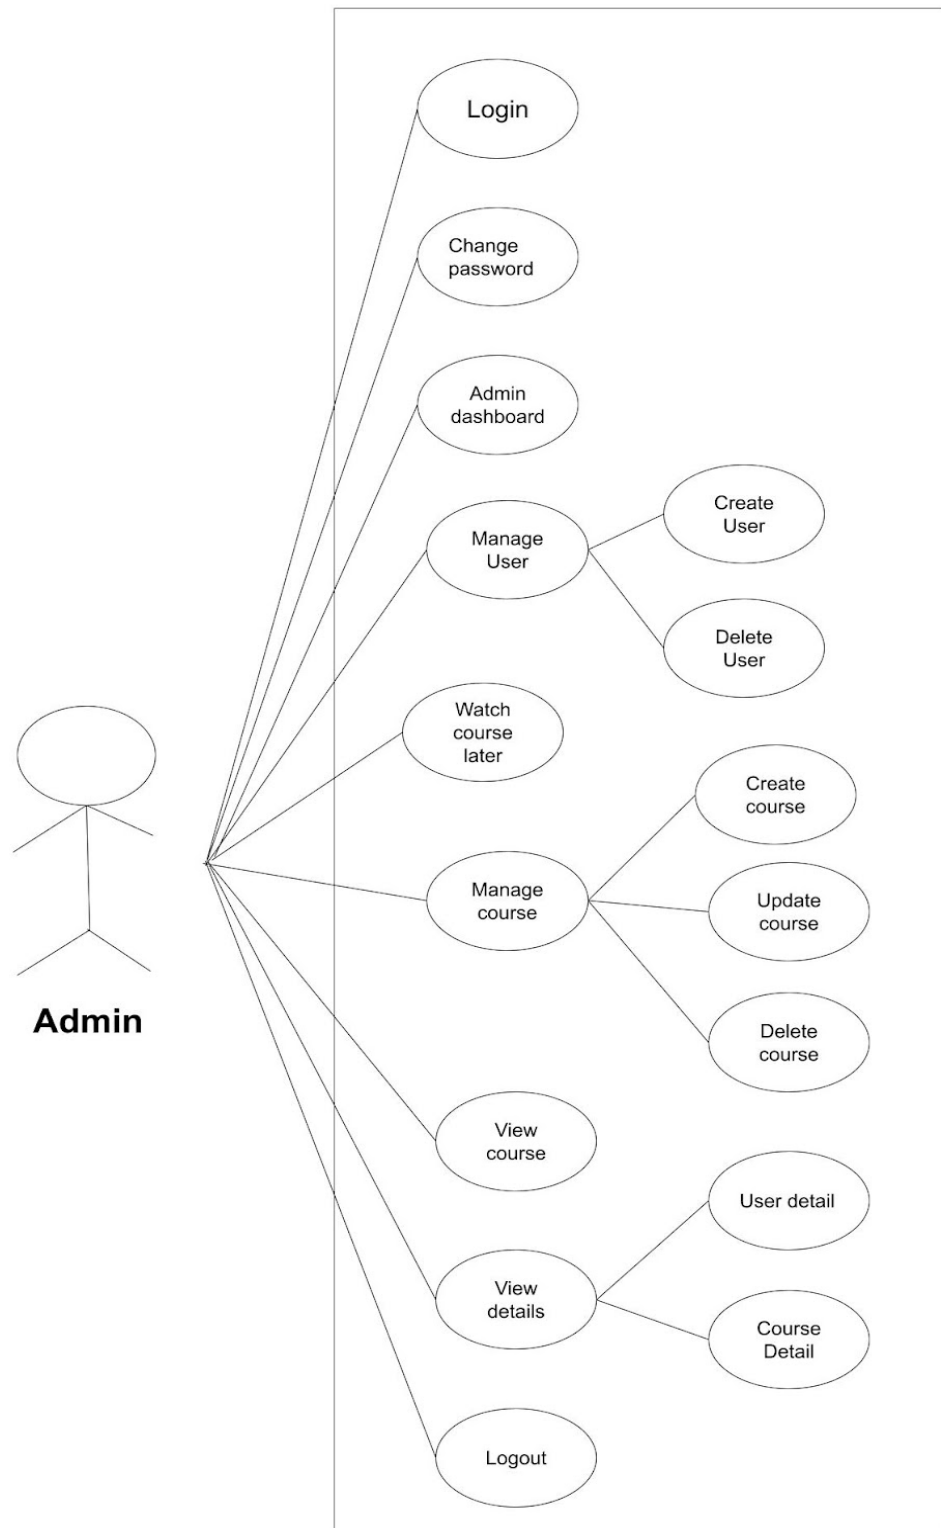 Login
Change
password
Admin
dashboard
Manage
User
Create
User
Delete
User
Watch
course
later
Manage
course
Create
course
Update
course
Delete
course
Admin
View
course
View
details
User detail
Course
Detail
Logout